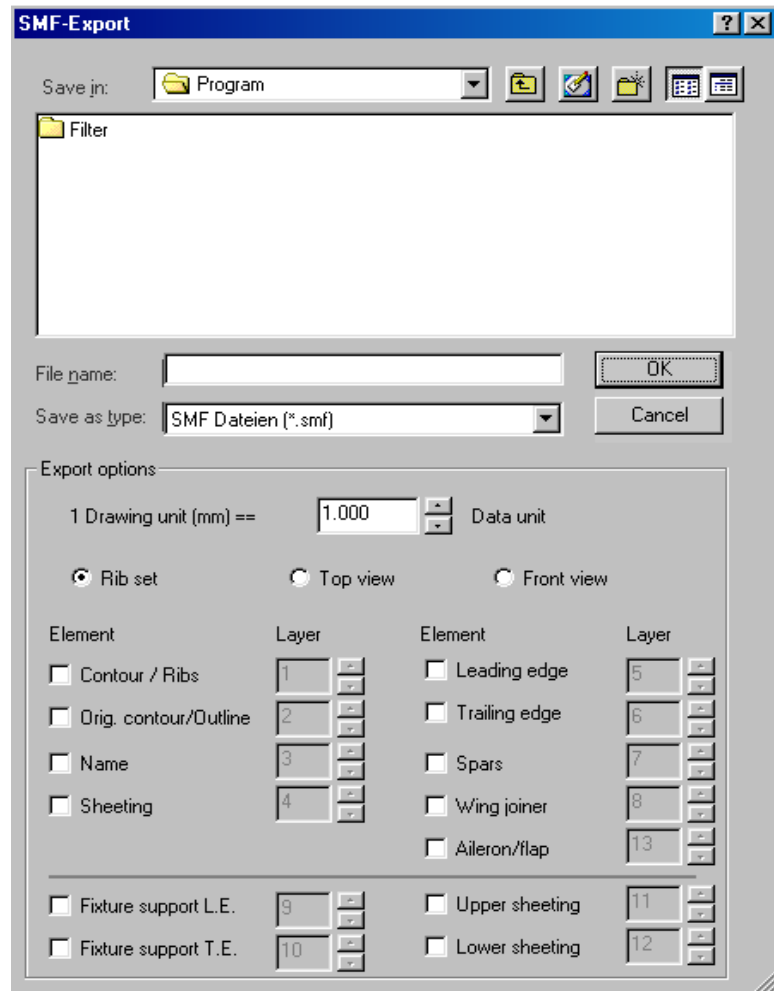 SMF-Export
Save in: Program
Filter
File name: OK
Save as type: SMF Dateien (*.smf) Cancel
Export options
1 Drawing unit (mm) == 1.000 Data unit
Rib set Top view Front view
Element Layer Element Layer
Contour / Ribs 1 Leading edge 5
Orig. contour/Outline 2 Trailing edge 6
Name 3 Spars 7
Sheeting 4 Wing joiner 8
Aileron/flap 13
Fixture support L.E. 9 Upper sheeting 11
Fixture support T.E. 10 Lower sheeting 12